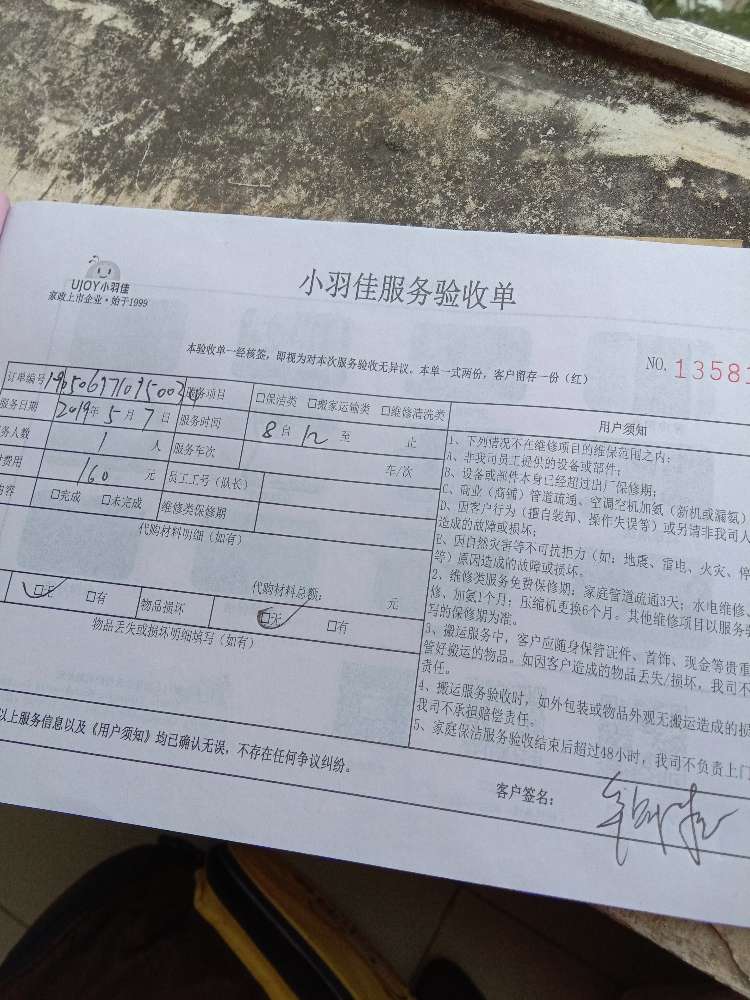 UJOY小羽佳
家政上市企业·始于1999
小羽佳服务验收单
本验收单一经核签，即视为对本次服务验收无异议。本单一式两份，客户留存一份（红）
NO. 13581
订单编号 服务项目 □保洁类 □搬家运输类 □维修清洗类
服务日期 2019年 5月 7日 服务时间 8 至 止
务人数 1 人 服务车次 车/次
费用 160 元 员工工号（队长）
内容 □完成 □未完成 维修类保修期
代购材料明细（如有）
代购材料总额： 元
□无 □有 物品损坏 □无 □有
物品丢失或损坏明细填写（如有）
以上服务信息以及《用户须知》均已确认无误，不存在任何争议纠纷。
用户须知
1、下列情况不在维修项目的维保范围之内：
A、非我司员工提供的设备或部件；
B、设备或部件本身已经超过出厂保修期；
C、商业（商铺）管道疏通、空调空机加氨（新机或漏氨）
D、因客户行为（擅自装卸、操作失误等）或另请非我司人
造成的故障或损坏；
E、因自然灾害等不可抗拒力（如：地震、雷电、火灾、停
等）原因造成的故障或损坏。
2、维修类服务免费保修期：家庭管道疏通3天；水电维修、
修、加氨1个月；压缩机更换6个月。其他维修项目以服务验
写的保修期为准。
3、搬运服务中，客户应随身保管证件、首饰、现金等贵重
管好搬运的物品。如因客户造成的物品丢失/损坏，我司不
责任。
4、搬运服务验收时，如外包装或物品外观无搬运造成的损
我司不承担赔偿责任。
5、家庭保洁服务验收结束后超过48小时，我司不负责上门
客户签名：